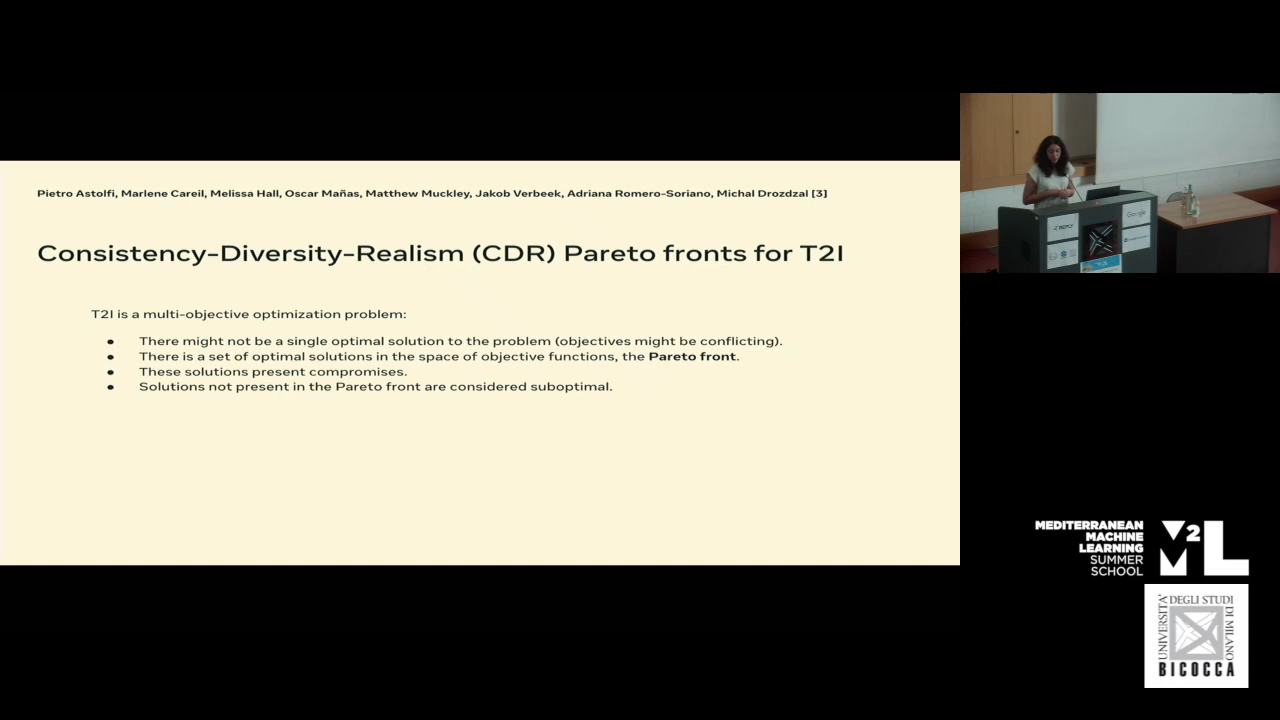 Pietro Astolfi, Marlene Careil, Melissa Hall, Oscar Mañas, Matthew Muckley, Jakob Verbeek, Adriana Romero-Soriano, Michal Drozdzal [3]
Consistency-Diversity-Realism (CDR) Pareto fronts for T2I
T2I is a multi-objective optimization problem:
● There might not be a single optimal solution to the problem (objectives might be conflicting).
● There is a set of optimal solutions in the space of objective functions, the Pareto front.
● These solutions present compromises.
● Solutions not present in the Pareto front are considered suboptimal.
Google
MEDITERRANEAN
MACHINE
LEARNING
SUMMER
SCHOOL
M2L
UNIVERSITA'
DEGLI STUDI
DI MILANO
BICOCCA